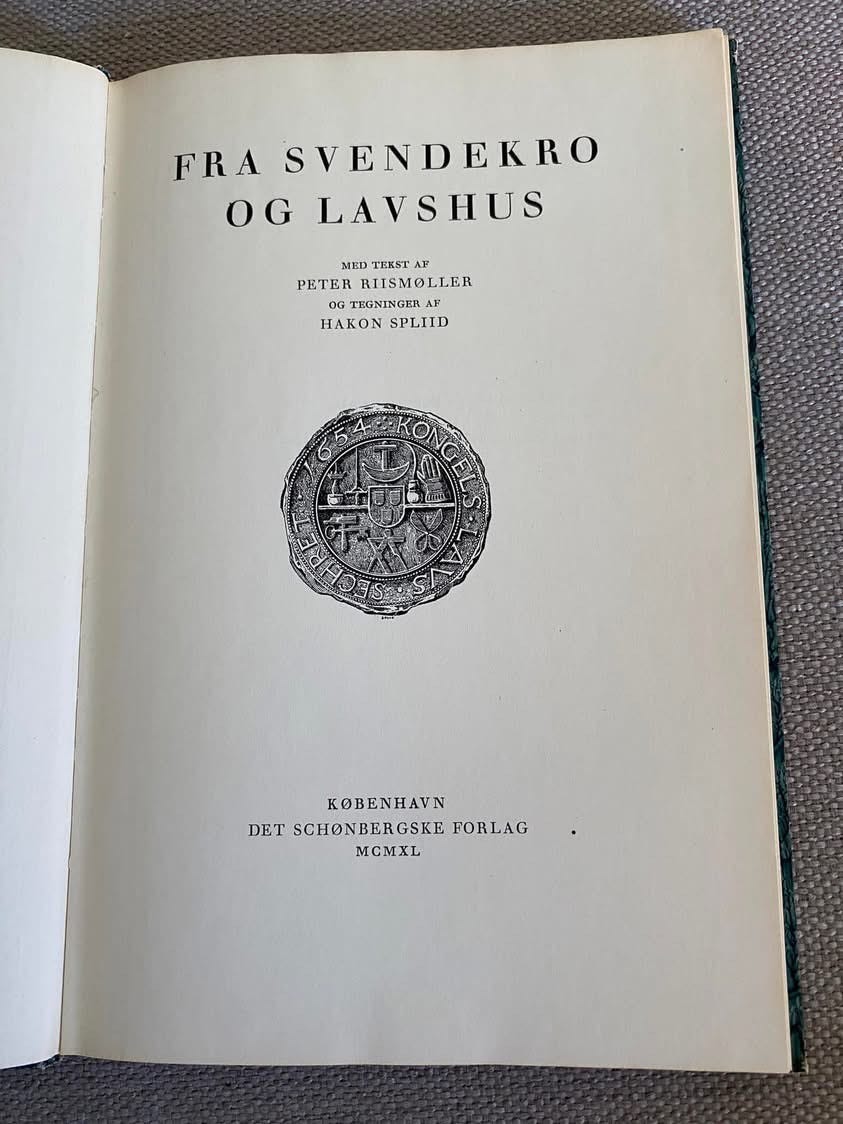 FRA SVENDEKRO
OG LAVSHUS
MED TEKST AF
PETER RIISMØLLER
OG TEGNINGER AF
HAKON SPLIID
1654 · KONGELS · LAVS · SECHRET ·
KØBENHAVN
DET SCHØNBERGSKE FORLAG
MCMXL